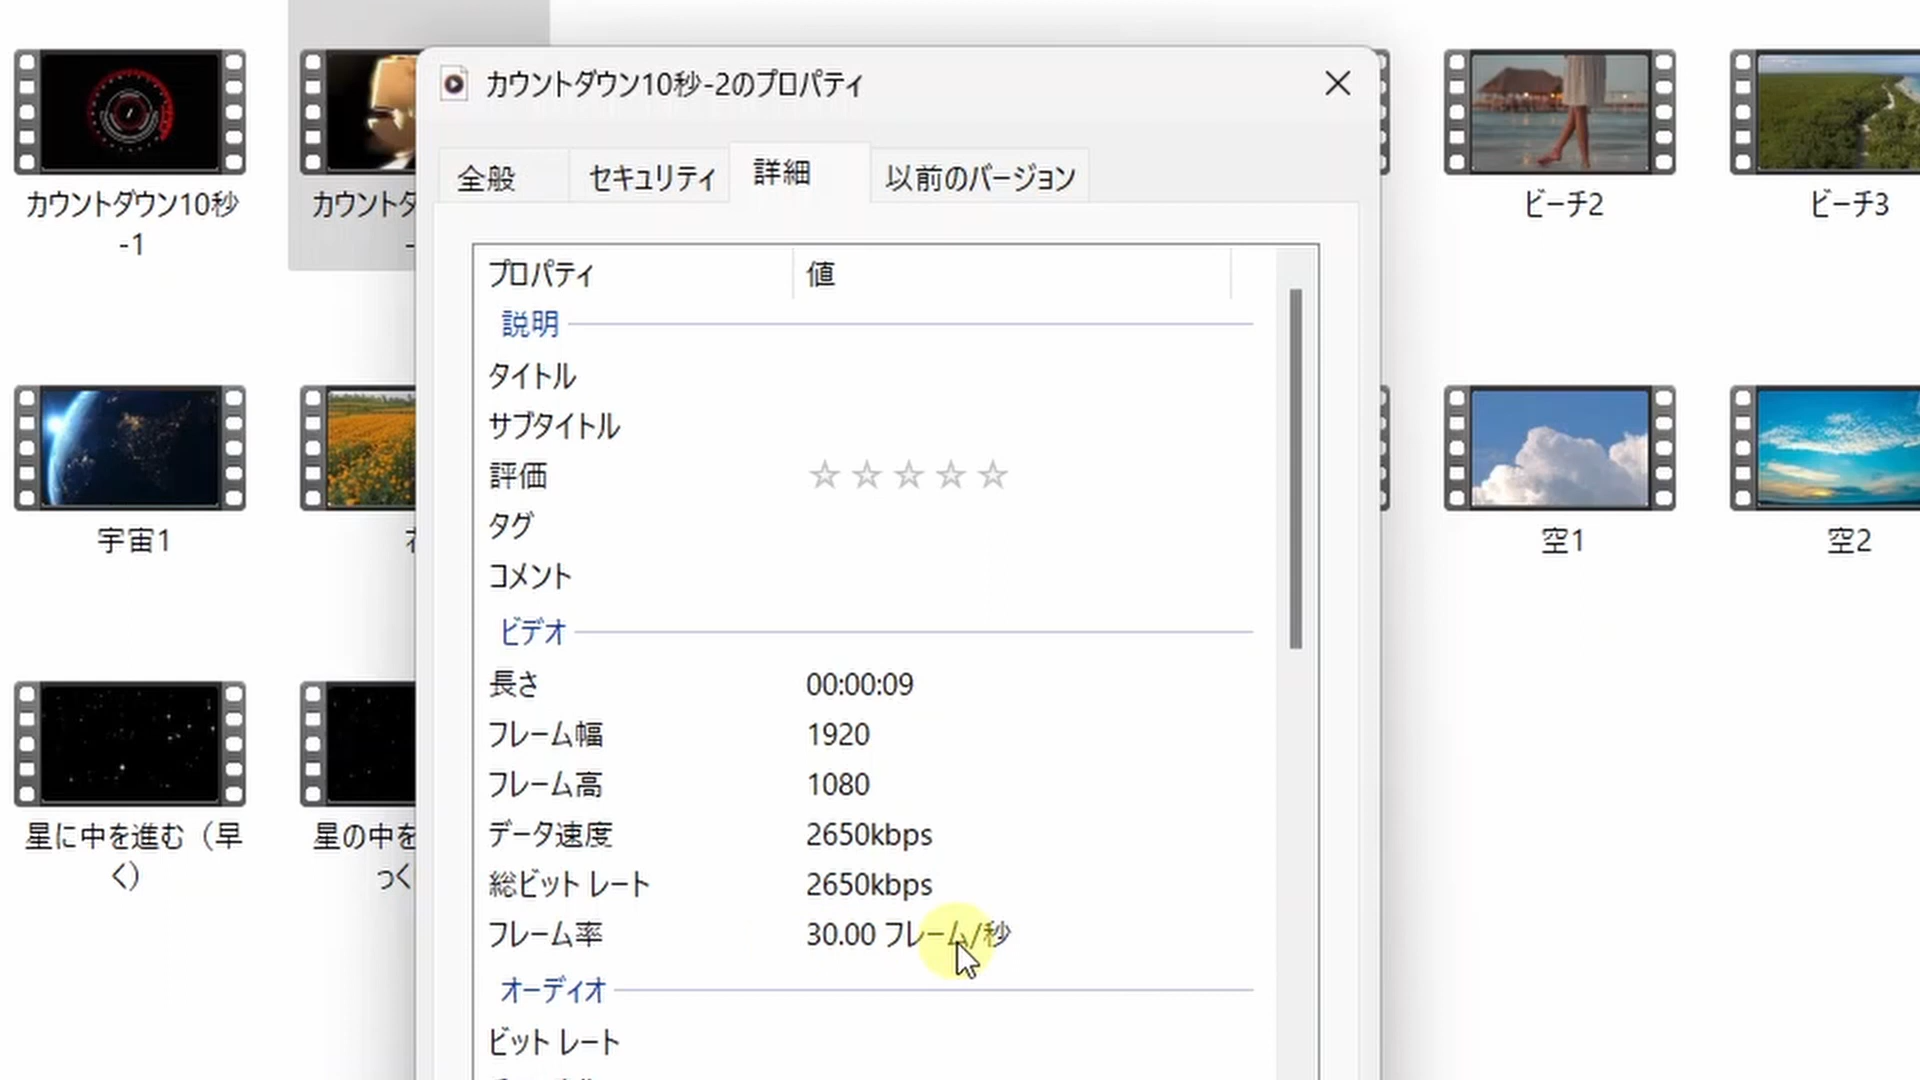 カウントダウン10秒-2のプロパティ
全般
セキュリティ
詳細
以前のバージョン
カウントダウン10秒
-1
ビーチ2
ビーチ3
プロパティ
値
説明
タイトル
サブタイトル
評価
☆☆☆☆☆
タグ
コメント
宇宙1
空1
空2
ビデオ
長さ
00:00:09
フレーム幅
1920
フレーム高
1080
データ速度
2650kbps
総ビット レート
2650kbps
フレーム率
30.00 フレーム/秒
星に中を進む（早
く）
星の中を
っく
オーディオ
ビット レート